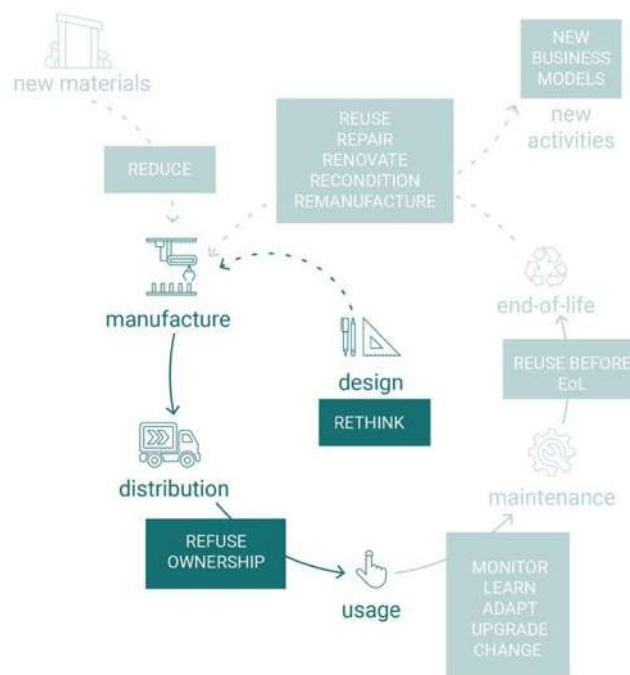 NEW
BUSINESS
MODELS
new materials
new
activities
REUSE
REPAIR
RENOVATE
RECONDITION
REMANUFACTURE
REDUCE
end-of-life
manufacture
REUSE BEFORE
EoL
design
RETHINK
maintenance
distribution
REFUSE
OWNERSHIP
MONITOR
LEARN
ADAPT
UPGRADE
CHANGE
usage